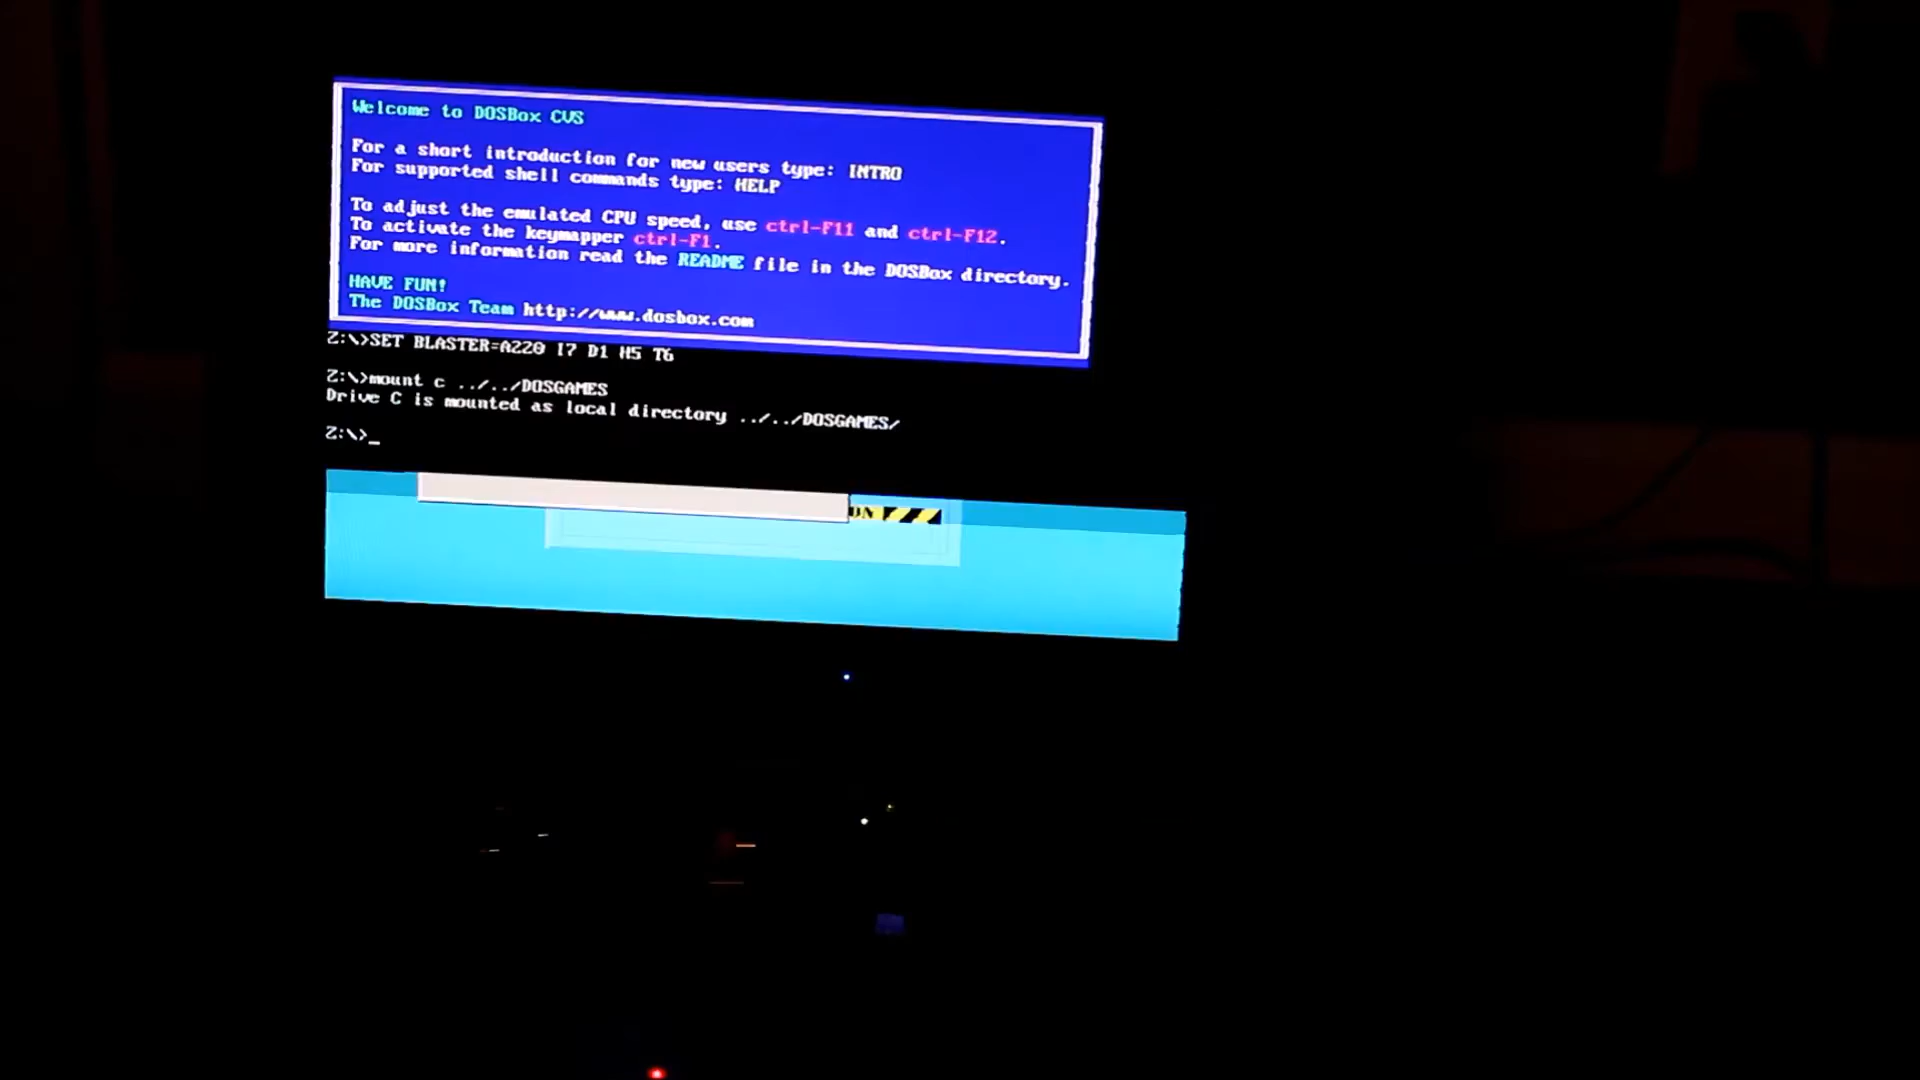 Welcome to DOSBox CVS
For a short introduction for new users type: INTRO
For supported shell commands type: HELP
To adjust the emulated CPU speed, use ctrl-F11 and ctrl-F12.
To activate the keymapper ctrl-F1.
For more information read the README file in the DOSBox directory.
HAVE FUN!
The DOSBox Team http://www.dosbox.com
Z:\>SET BLASTER=A220 I7 D1 H5 T6
Z:\>mount c ../../DOSGAMES
Drive C is mounted as local directory ../../DOSGAMES/
Z:\>_